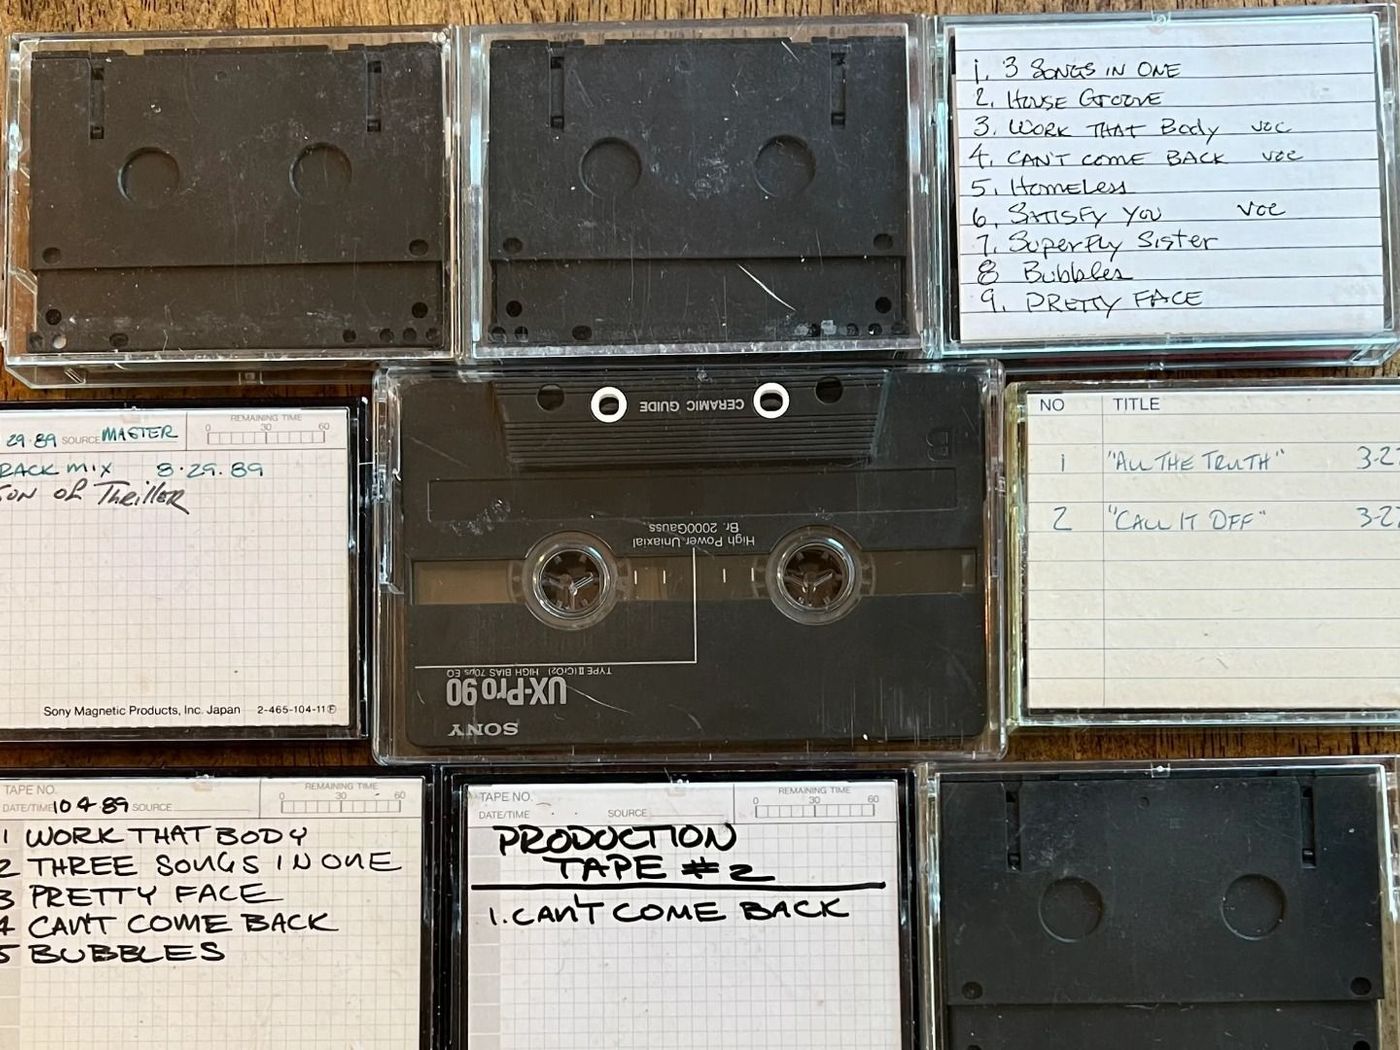 1. 3 SONGS IN ONE
2. HOUSE GROOVE
3. WORK THAT Body voc
4. CAN'T COME BACK voc
5. Homeless
6. SATISFY YOU voc
7. Superfly Sister
8 Bubbles
9. PRETTY FACE
29.89 SOURCE MASTER
REMAINING TIME
0 30 60
RACK MIX 8.29.89
SON OF Thriller
Sony Magnetic Products, Inc. Japan 2-465-104-11
CERAMIC GUIDE
B
High Power Uniaxial
Br. 2000Gauss
TYPE II (CrO2) HIGH BIAS 70μs EQ
UX-Pro 90
SONY
NO TITLE
1 "ALL THE TRUTH" 3-27
2 "CALL IT OFF" 3-27
TAPE NO.
REMAINING TIME
0 30 60
DATE/TIME 10 4 89 SOURCE
1 WORK THAT BODY
2 THREE SONGS IN ONE
3 PRETTY FACE
4 CAN'T COME BACK
5 BUBBLES
TAPE NO.
REMAINING TIME
0 30 60
DATE/TIME . . SOURCE
PRODUCTION
TAPE #2
1. CAN'T COME BACK